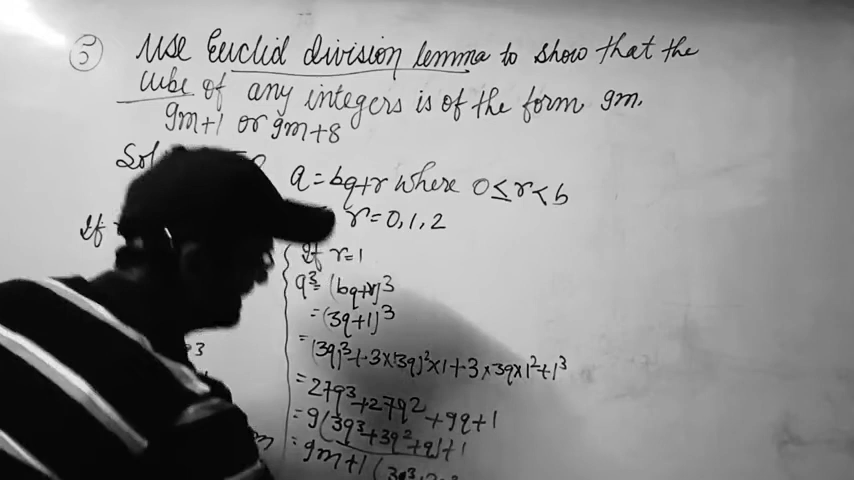 5 Use Euclid division lemma to show that the
cube of any integers is of the form 9m.
9m+1 or 9m+8
Sol
a = bq+r where 0 ≤ r < b
r = 0, 1, 2
If
If r=1
a³ = (bq+r)³
= (3q+1)³
= (3q)³ + 3×(3q)²×1 + 3×3q×1² + 1³
= 27q³ + 27q² + 9q + 1
= 9(3q³ + 3q² + q) + 1
= 9m+1